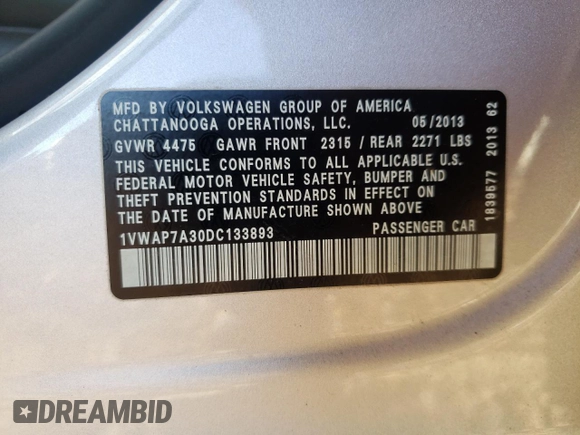 MFD BY VOLKSWAGEN GROUP OF AMERICA
CHATTANOOGA OPERATIONS, LLC. 05/2013
GVWR 4475 GAWR FRONT 2315 / REAR 2271 LBS
THIS VEHICLE CONFORMS TO ALL APPLICABLE U.S.
FEDERAL MOTOR VEHICLE SAFETY, BUMPER AND
THEFT PREVENTION STANDARDS IN EFFECT ON
THE DATE OF MANUFACTURE SHOWN ABOVE
1VWAP7A30DC133893 PASSENGER CAR
1839577 2013 62
DREAMBID